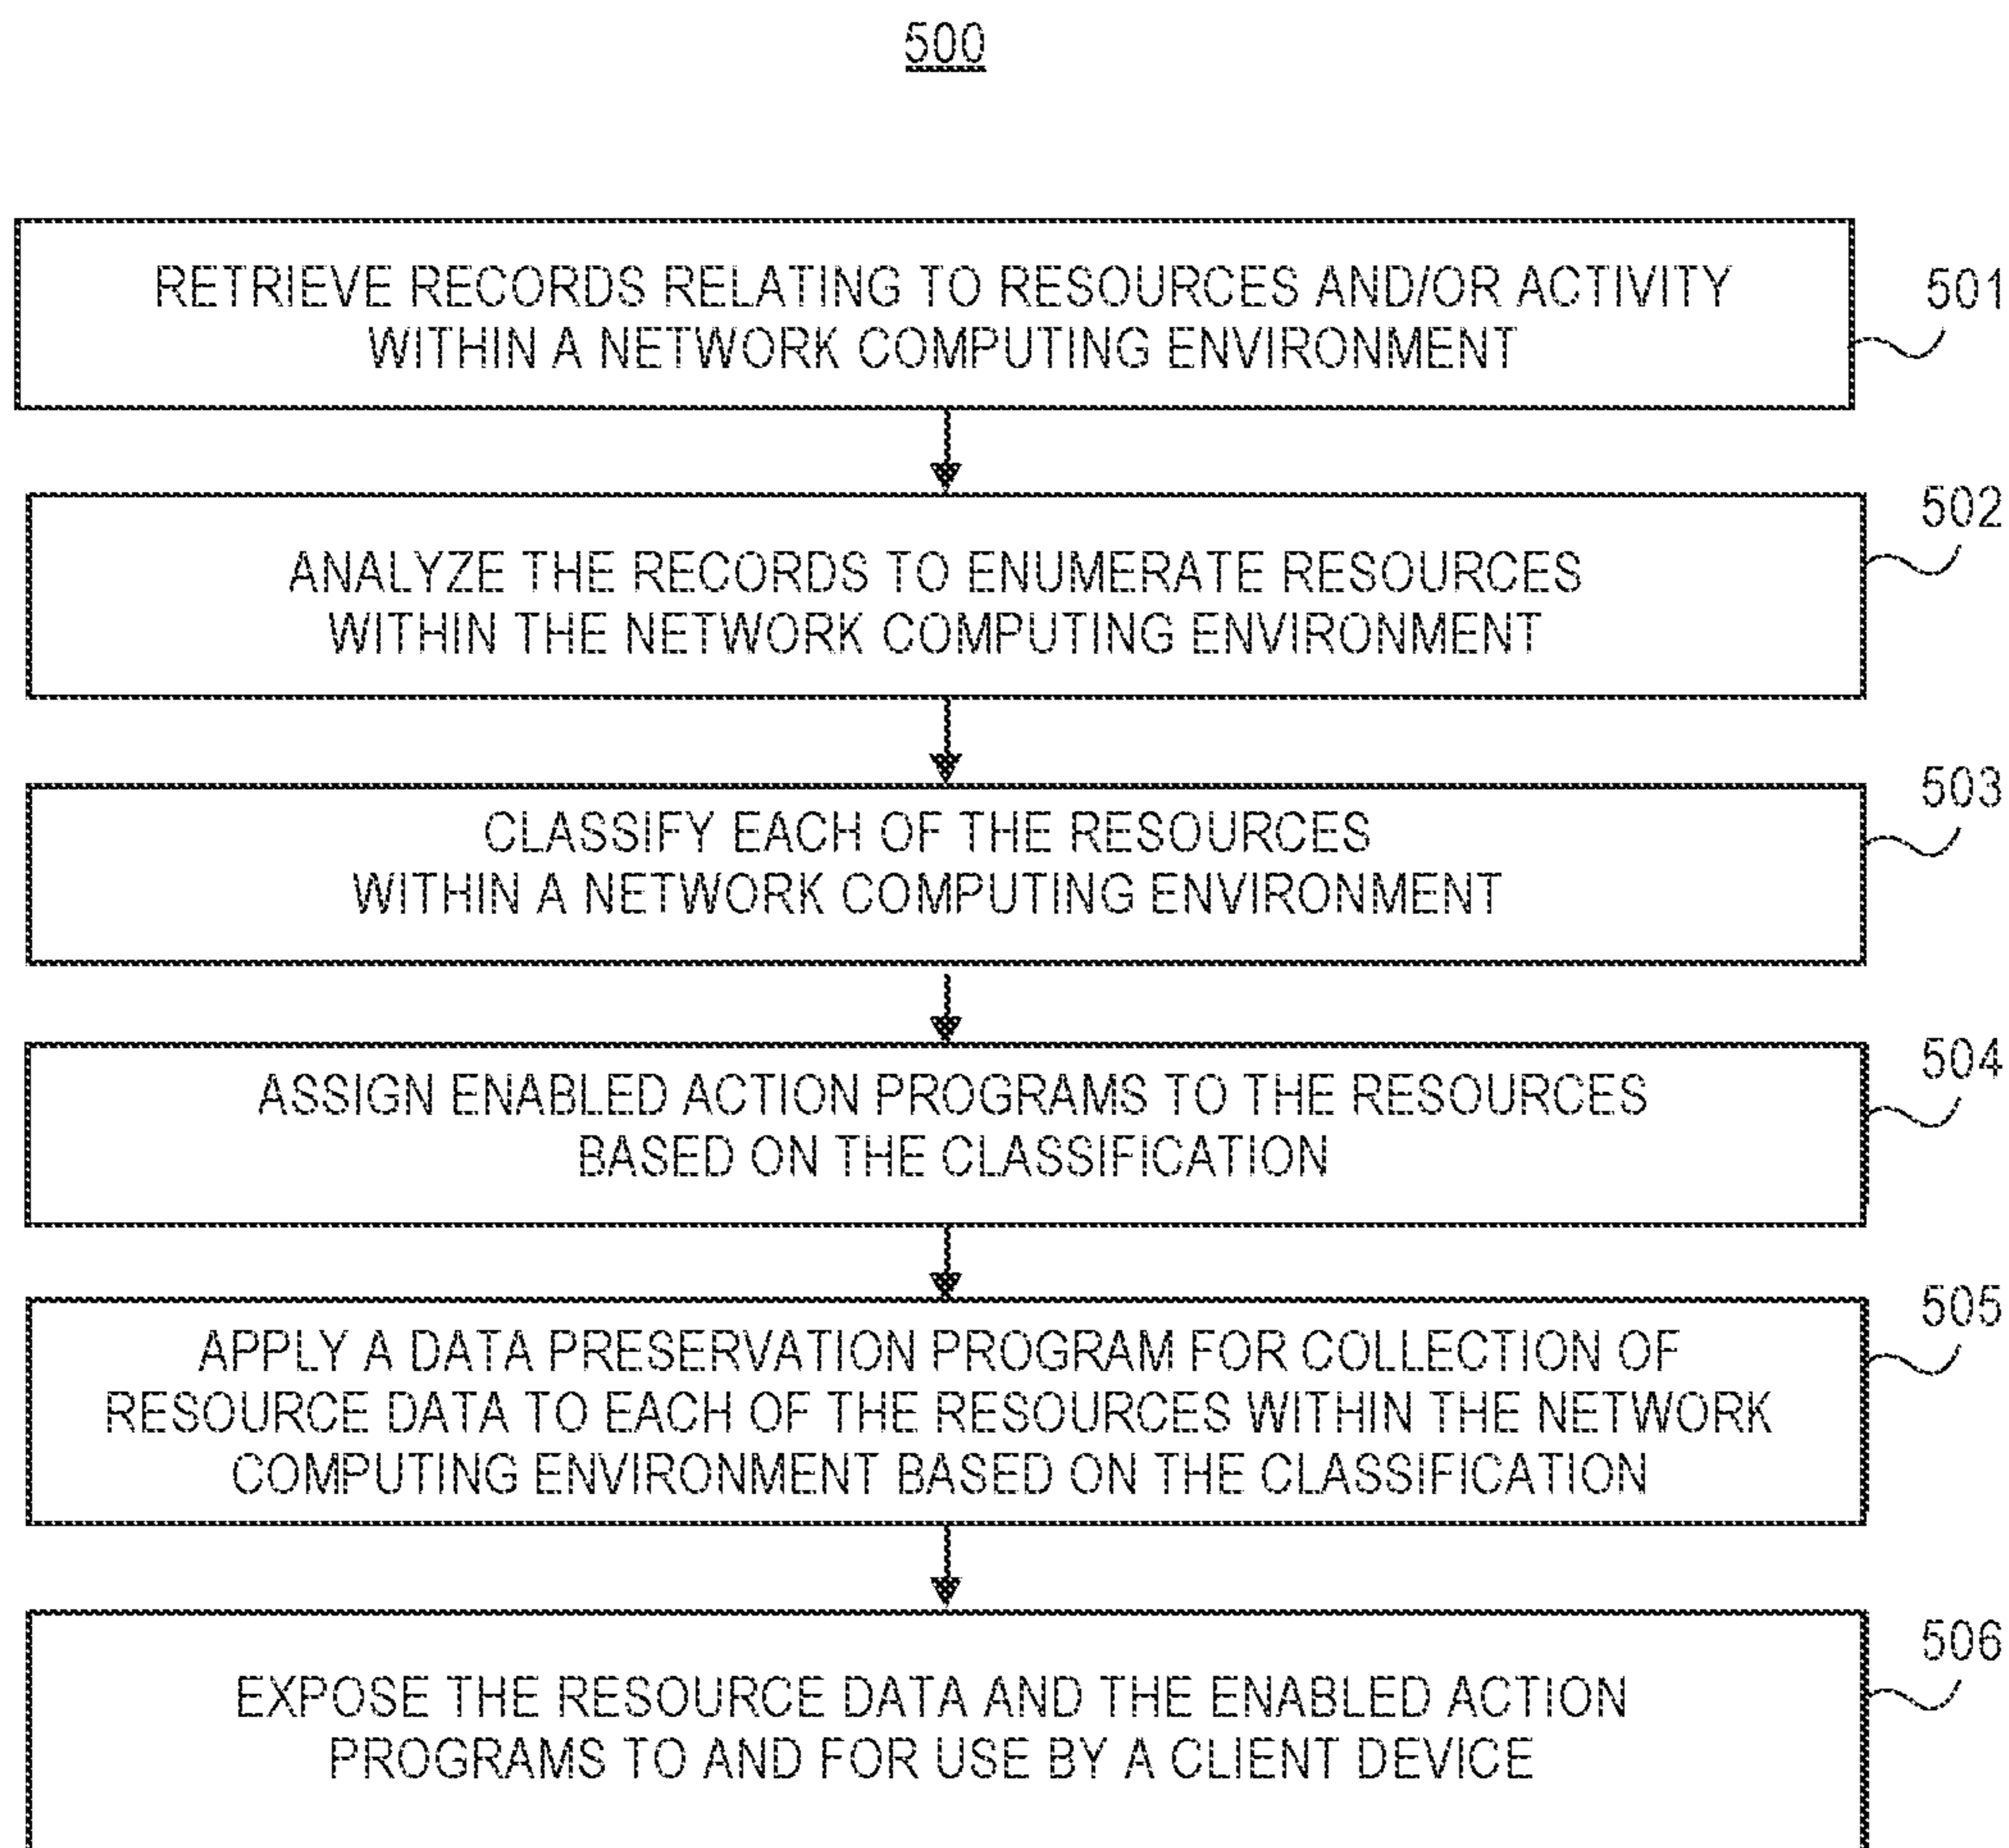 500
RETRIEVE RECORDS RELATING TO RESOURCES AND/OR ACTIVITY
WITHIN A NETWORK COMPUTING ENVIRONMENT
501
ANALYZE THE RECORDS TO ENUMERATE RESOURCES
WITHIN THE NETWORK COMPUTING ENVIRONMENT
502
CLASSIFY EACH OF THE RESOURCES
WITHIN A NETWORK COMPUTING ENVIRONMENT
503
ASSIGN ENABLED ACTION PROGRAMS TO THE RESOURCES
BASED ON THE CLASSIFICATION
504
APPLY A DATA PRESERVATION PROGRAM FOR COLLECTION OF
RESOURCE DATA TO EACH OF THE RESOURCES WITHIN THE NETWORK
COMPUTING ENVIRONMENT BASED ON THE CLASSIFICATION
505
EXPOSE THE RESOURCE DATA AND THE ENABLED ACTION
PROGRAMS TO AND FOR USE BY A CLIENT DEVICE
506